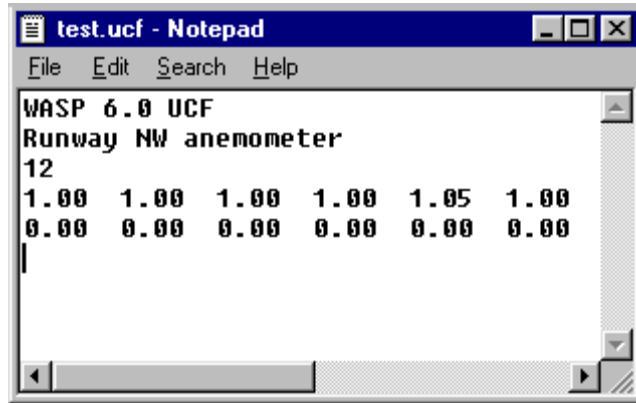 test.ucf - Notepad
File Edit Search Help
WASP 6.0 UCF
Runway NW anemometer
12
1.00 1.00 1.00 1.00 1.05 1.00
0.00 0.00 0.00 0.00 0.00 0.00